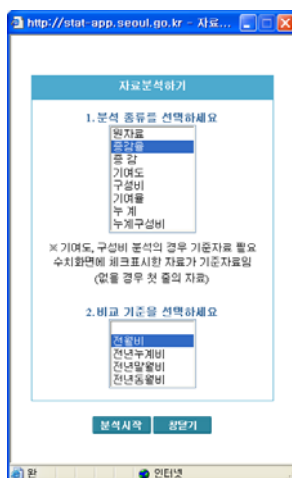 http://stat-app.seoul.go.kr - 자료...
자료분석하기
1.분석 종류를 선택하세요
원자료
증감율
증 감
기여도
구성비
기여율
누 계
누계구성비
※ 기여도, 구성비 분석의 경우 기준자료 필요
수치화면에 체크표시한 자료가 기준자료임
(없을 경우 첫 줄의 자료)
2.비교 기준을 선택하세요
전월비
전년누계비
전년말월비
전년동월비
분석시작
창닫기
완
인터넷